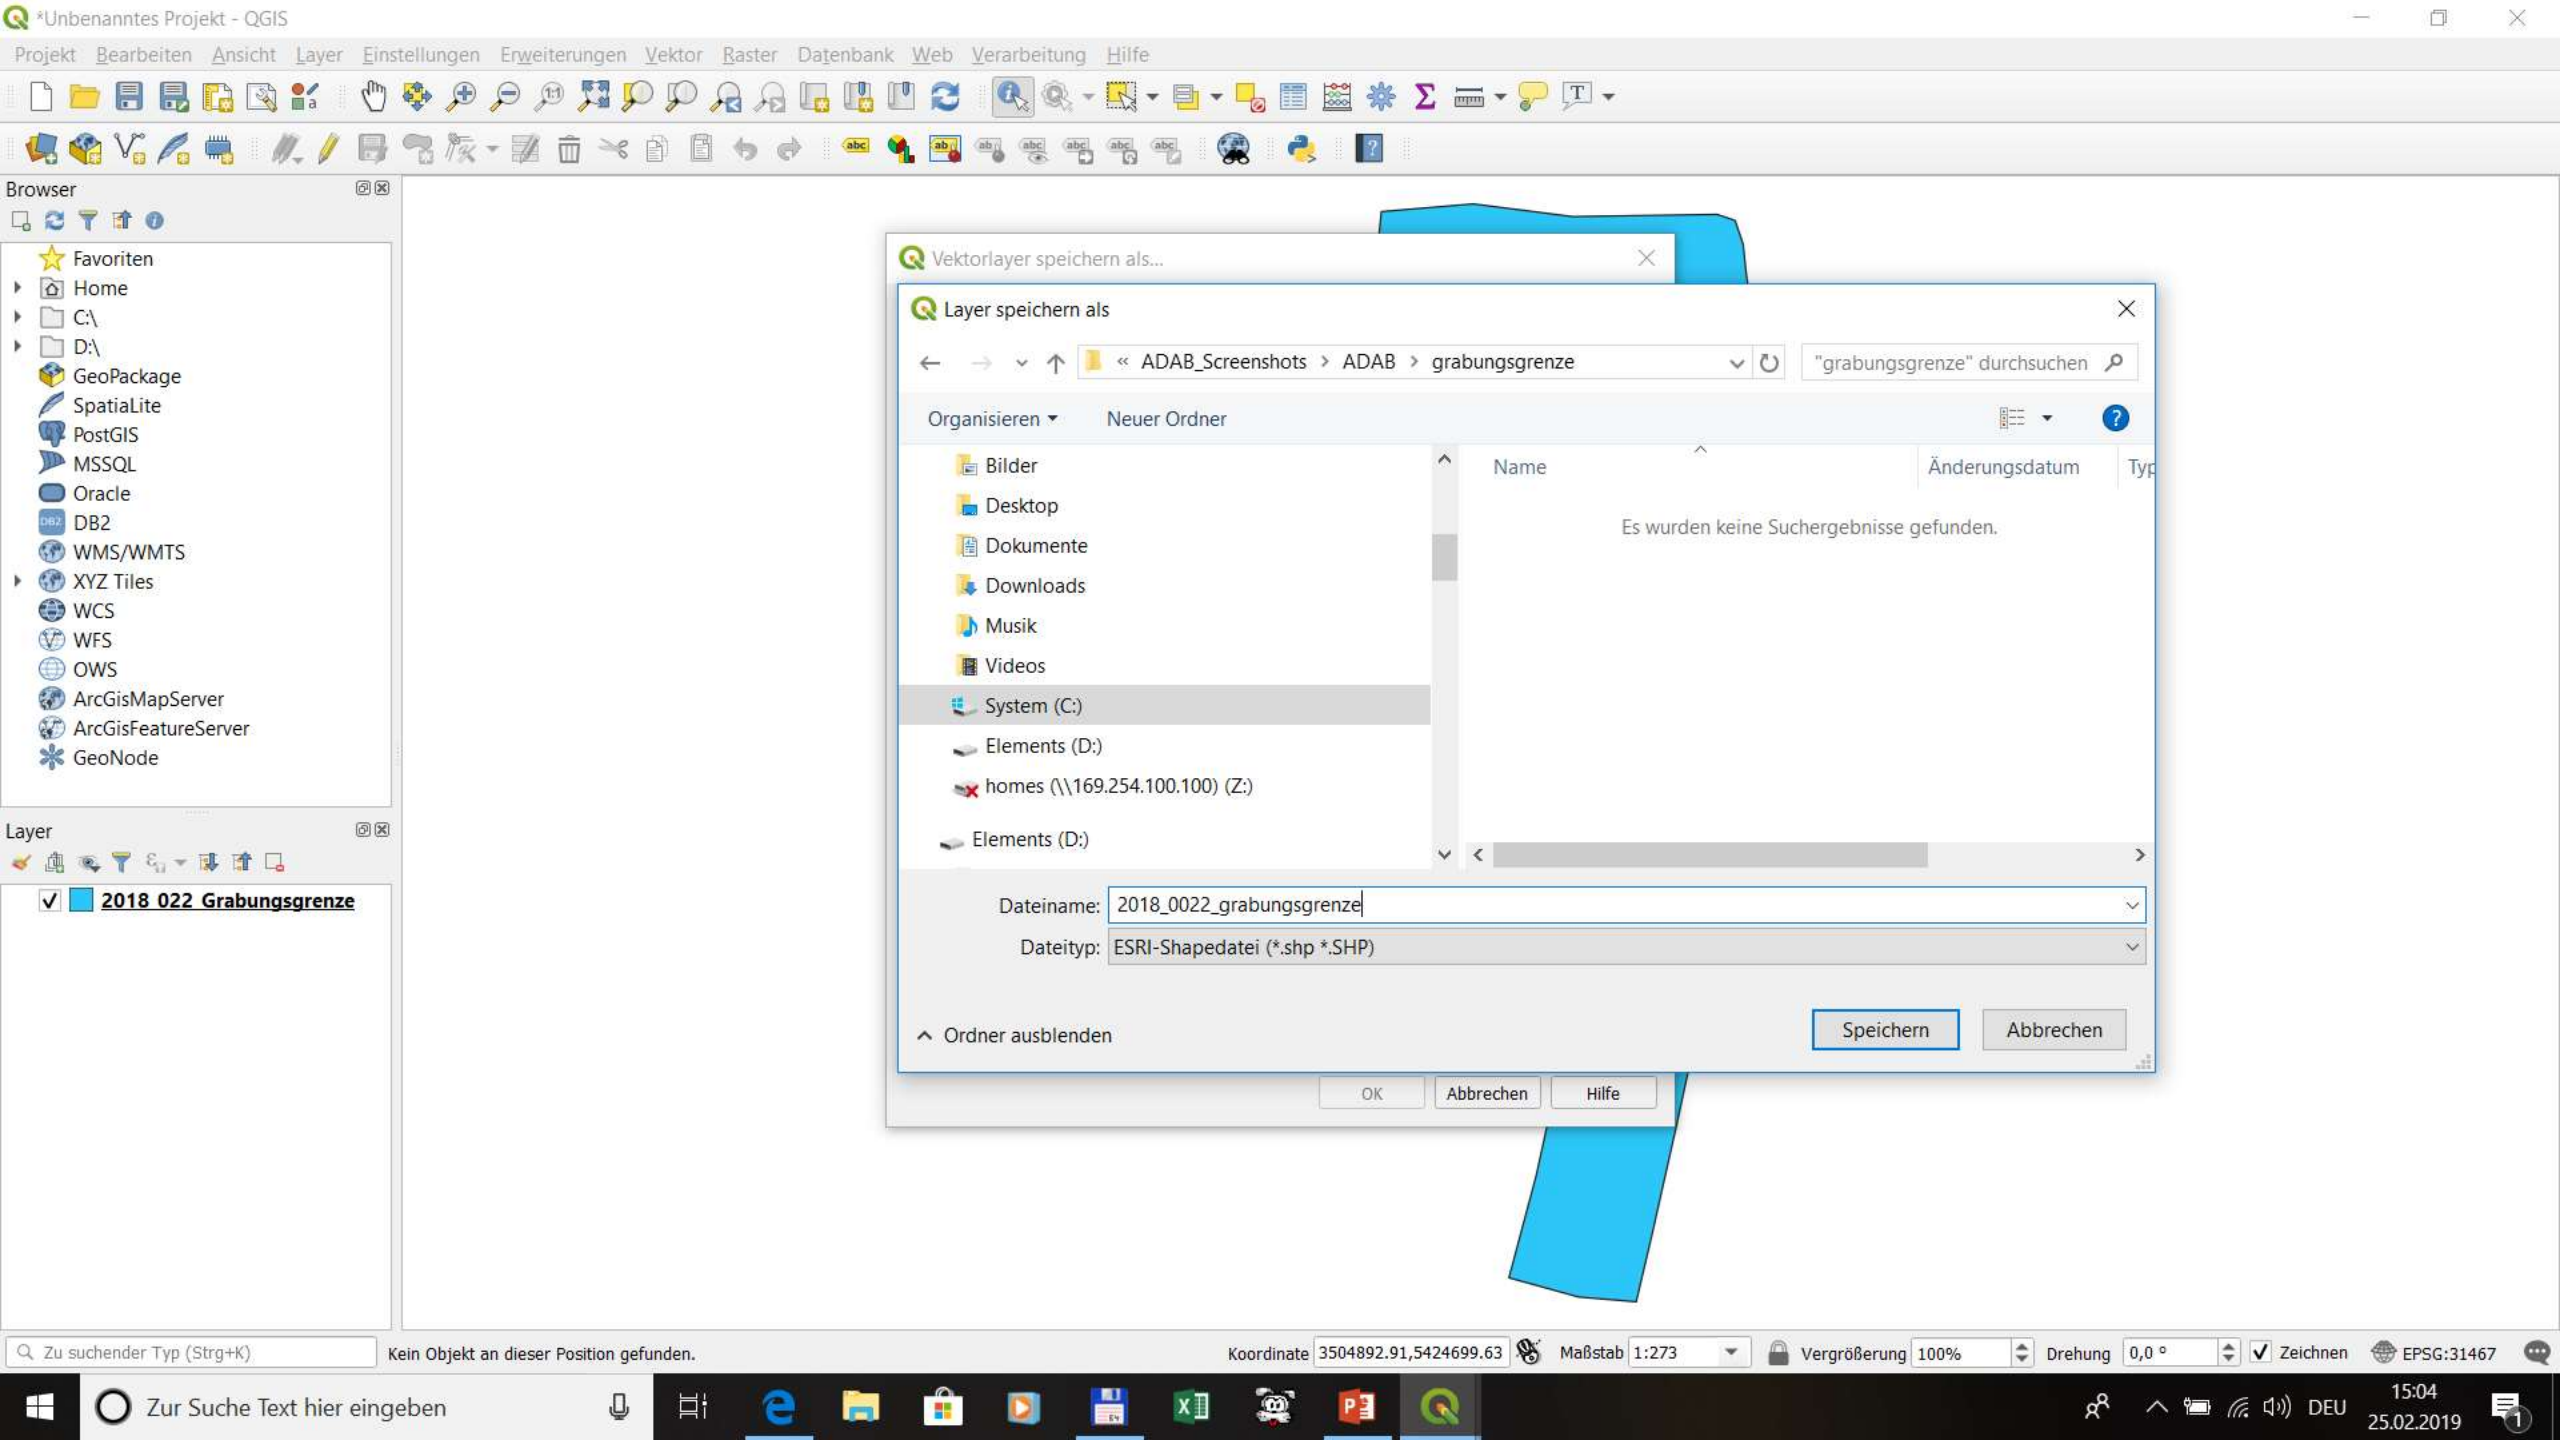 *Unbenanntes Projekt - QGIS
Projekt Bearbeiten Ansicht Layer Einstellungen Erweiterungen Vektor Raster Datenbank Web Verarbeitung Hilfe
Browser
Favoriten
Home
C:\
D:\
GeoPackage
SpatiaLite
PostGIS
MSSQL
Oracle
DB2
WMS/WMTS
XYZ Tiles
WCS
WFS
OWS
ArcGisMapServer
ArcGisFeatureServer
GeoNode
Layer
2018_022_Grabungsgrenze
Vektorlayer speichern als...
Layer speichern als
« ADAB_Screenshots > ADAB > grabungsgrenze
"grabungsgrenze" durchsuchen
Organisieren Neuer Ordner
Bilder
Desktop
Dokumente
Downloads
Musik
Videos
System (C:)
Elements (D:)
homes (\\169.254.100.100) (Z:)
Elements (D:)
Name Änderungsdatum Typ
Es wurden keine Suchergebnisse gefunden.
Dateiname: 2018_0022_grabungsgrenze
Dateityp: ESRI-Shapedatei (*.shp *.SHP)
Ordner ausblenden
Speichern Abbrechen
OK Abbrechen Hilfe
Zu suchender Typ (Strg+K) Kein Objekt an dieser Position gefunden. Koordinate 3504892.91,5424699.63 Maßstab 1:273 Vergrößerung 100% Drehung 0,0 ° Zeichnen EPSG:31467
Zur Suche Text hier eingeben
DEU
15:04
25.02.2019
1